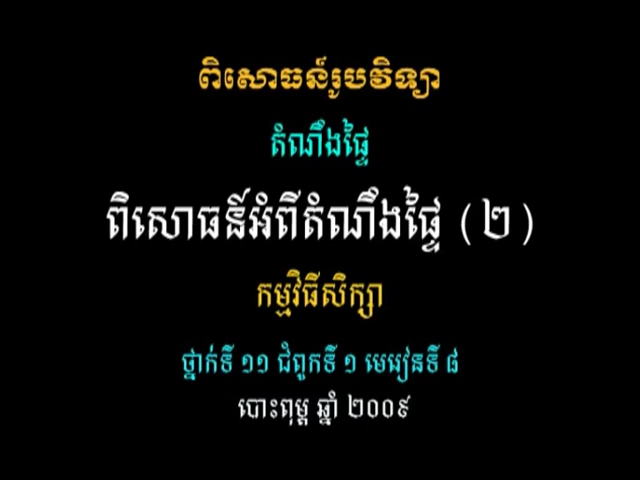 ពិសោធន៍រូបវិទ្យា
តំណឹងផ្ទៃ
ពិសោធន៍អំពីតំណឹងផ្ទៃ (២)
កម្មវិធីសិក្សា
ថ្នាក់ទី ១១ ជំពូកទី ១ មេរៀនទី ៨
បោះពុម្ព ឆ្នាំ ២០០៩